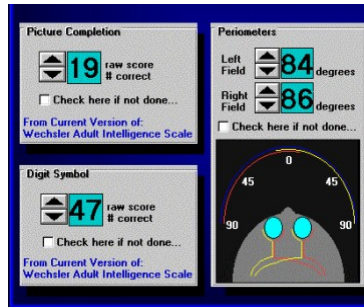 Picture Completion
19 raw score
# correct
Check here if not done...
From Current Version of:
Wechsler Adult Intelligence Scale
Digit Symbol
47 raw score
# correct
Check here if not done...
From Current Version of:
Wechsler Adult Intelligence Scale
Periometers
Left
Field 84 degrees
Right
Field 86 degrees
Check here if not done...
0
45 45
90 90